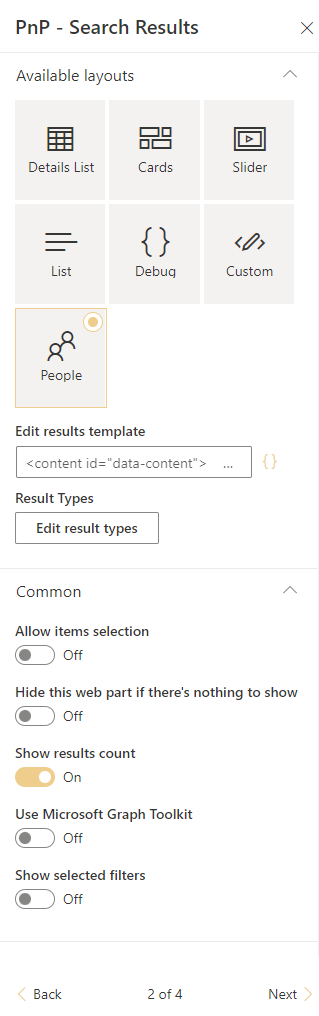 PnP - Search Results
Available layouts
Details List
Cards
Slider
List
Debug
Custom
People
Edit results template
<content id="data-content"> ...
Result Types
Edit result types
Common
Allow items selection
Off
Hide this web part if there's nothing to show
Off
Show results count
On
Use Microsoft Graph Toolkit
Off
Show selected filters
Off
Back 2 of 4 Next